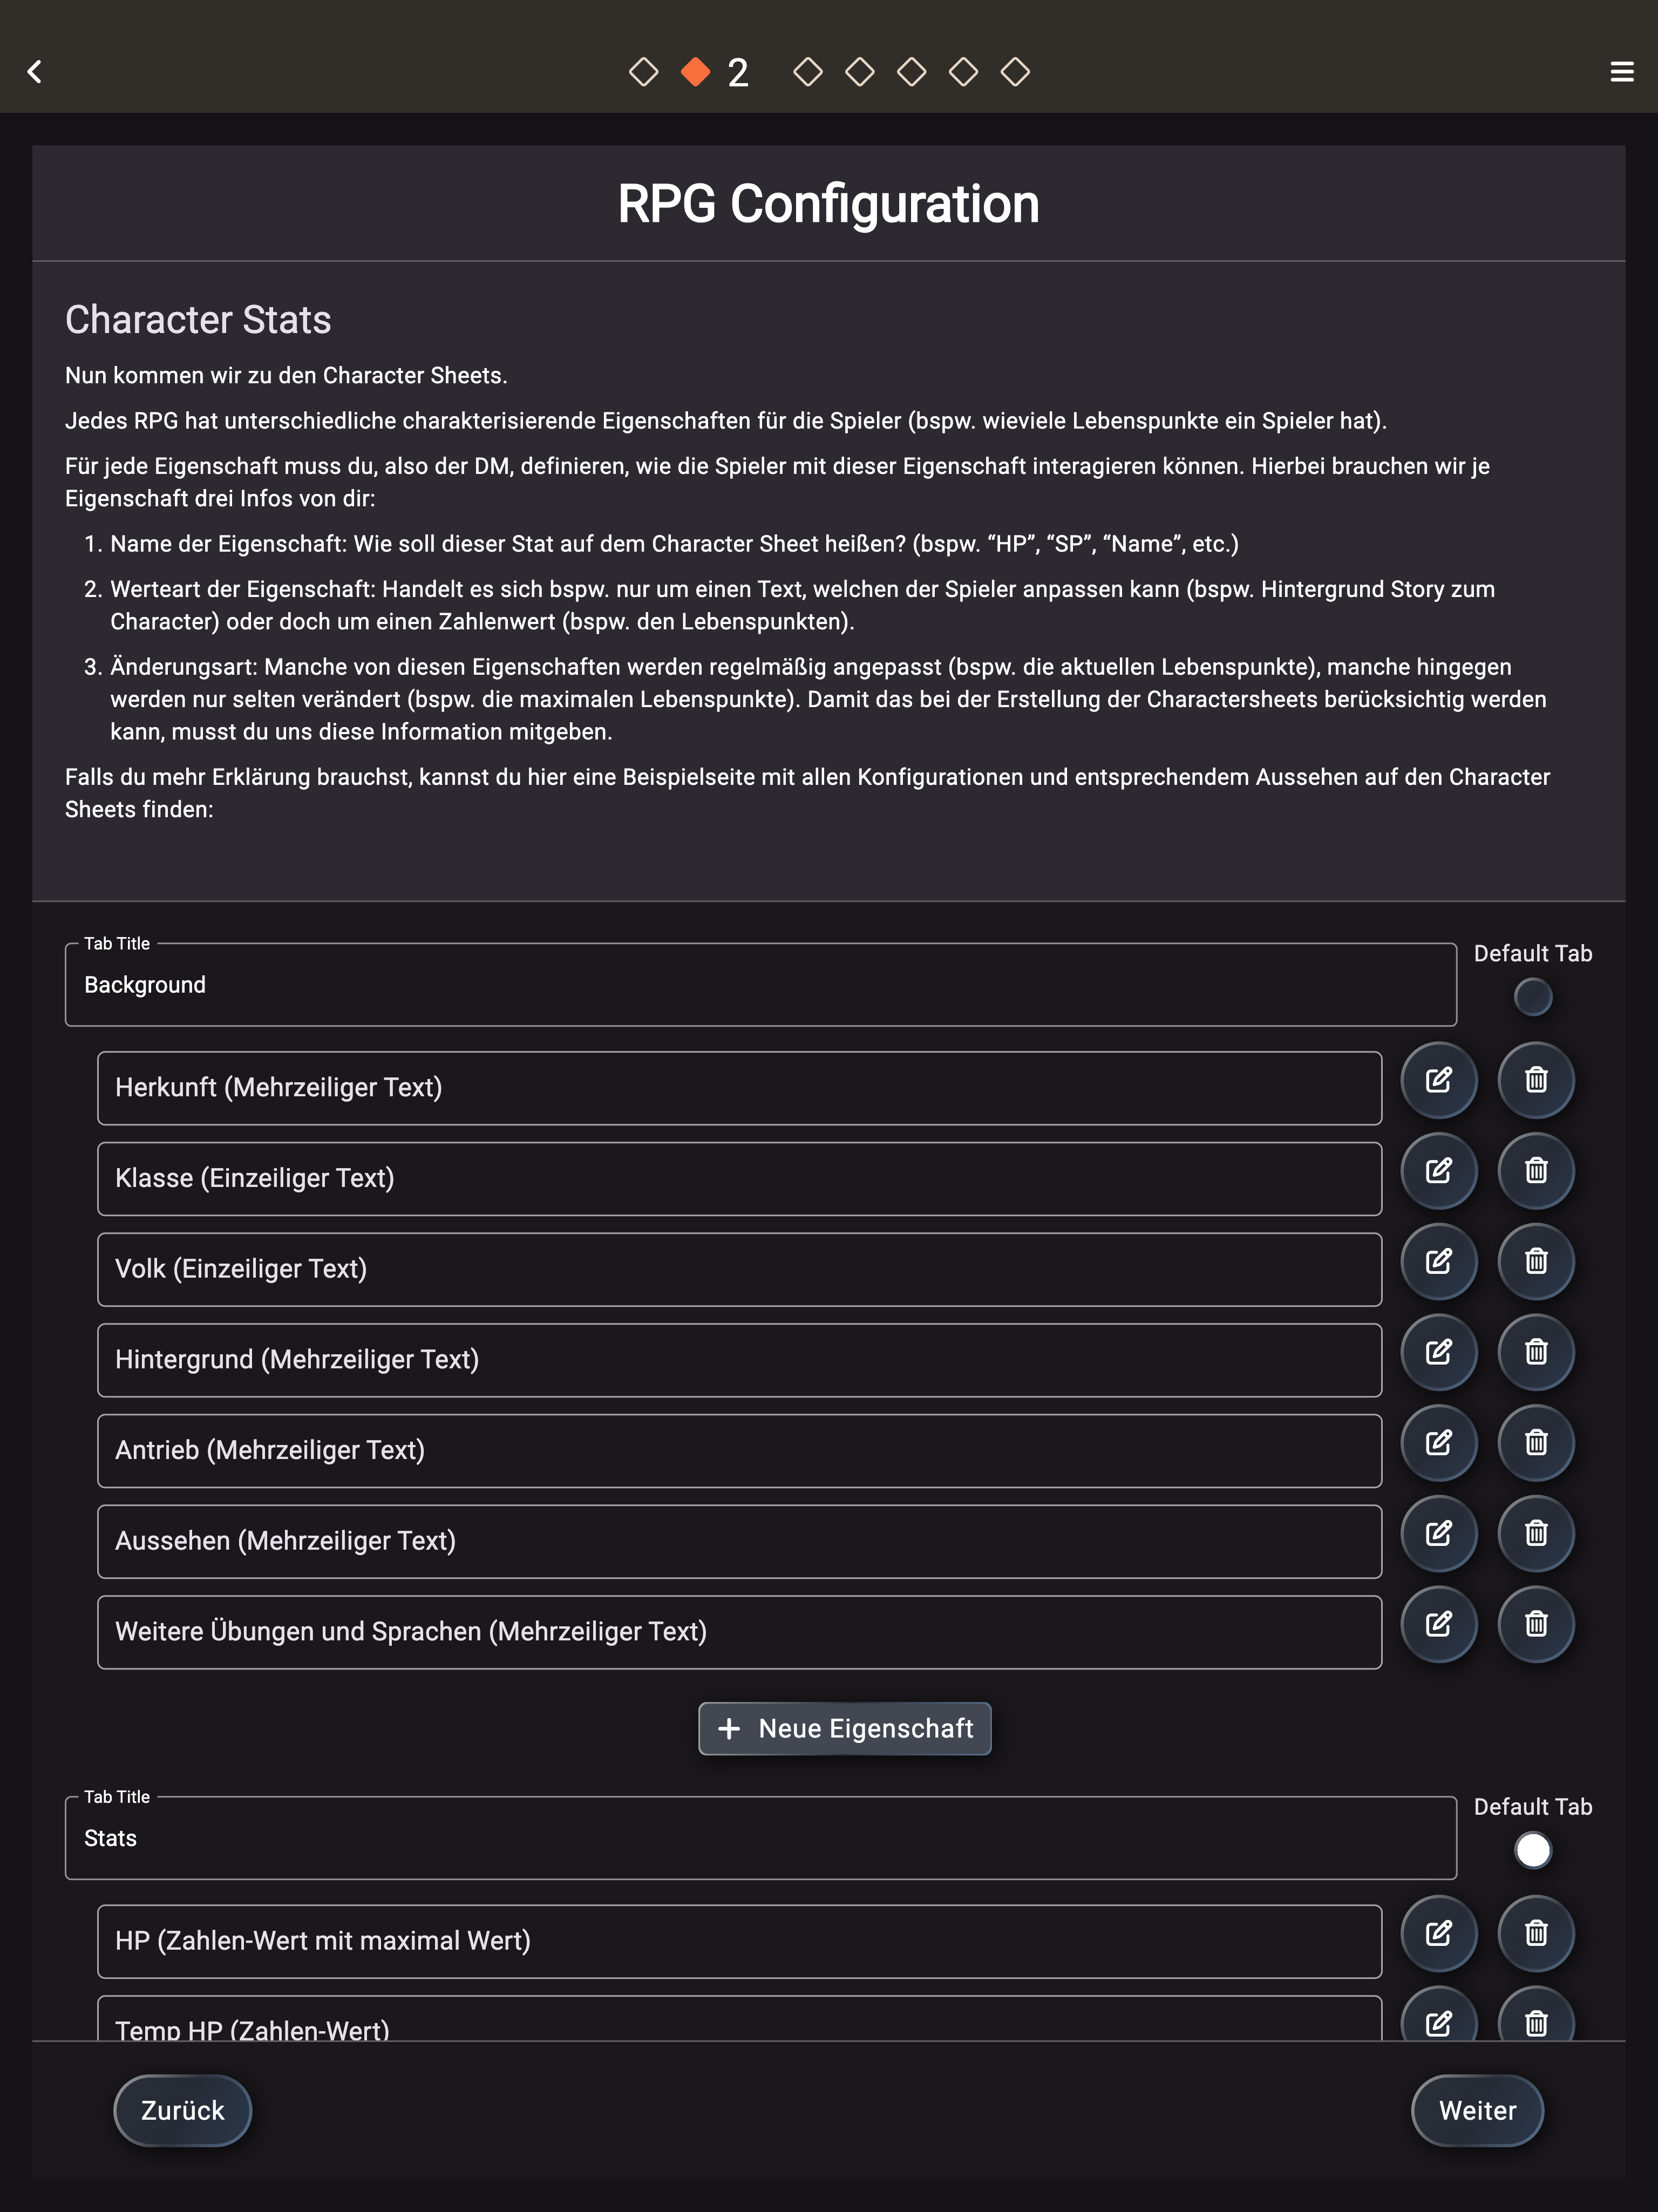 2
RPG Configuration
Character Stats
Nun kommen wir zu den Character Sheets.
Jedes RPG hat unterschiedliche charakterisierende Eigenschaften für die Spieler (bspw. wieviele Lebenspunkte ein Spieler hat).
Für jede Eigenschaft muss du, also der DM, definieren, wie die Spieler mit dieser Eigenschaft interagieren können. Hierbei brauchen wir je
Eigenschaft drei Infos von dir:
1. Name der Eigenschaft: Wie soll dieser Stat auf dem Character Sheet heißen? (bspw. “HP”, “SP”, “Name”, etc.)
2. Werteart der Eigenschaft: Handelt es sich bspw. nur um einen Text, welchen der Spieler anpassen kann (bspw. Hintergrund Story zum
Character) oder doch um einen Zahlenwert (bspw. den Lebenspunkten).
3. Änderungsart: Manche von diesen Eigenschaften werden regelmäßig angepasst (bspw. die aktuellen Lebenspunkte), manche hingegen
werden nur selten verändert (bspw. die maximalen Lebenspunkte). Damit das bei der Erstellung der Charactersheets berücksichtig werden
kann, musst du uns diese Information mitgeben.
Falls du mehr Erklärung brauchst, kannst du hier eine Beispielseite mit allen Konfigurationen und entsprechendem Aussehen auf den Character
Sheets finden:
Tab Title
Background
Default Tab
Herkunft (Mehrzeiliger Text)
Klasse (Einzeiliger Text)
Volk (Einzeiliger Text)
Hintergrund (Mehrzeiliger Text)
Antrieb (Mehrzeiliger Text)
Aussehen (Mehrzeiliger Text)
Weitere Übungen und Sprachen (Mehrzeiliger Text)
+ Neue Eigenschaft
Tab Title
Stats
Default Tab
HP (Zahlen-Wert mit maximal Wert)
Temp HP (Zahlen-Wert)
Zurück
Weiter